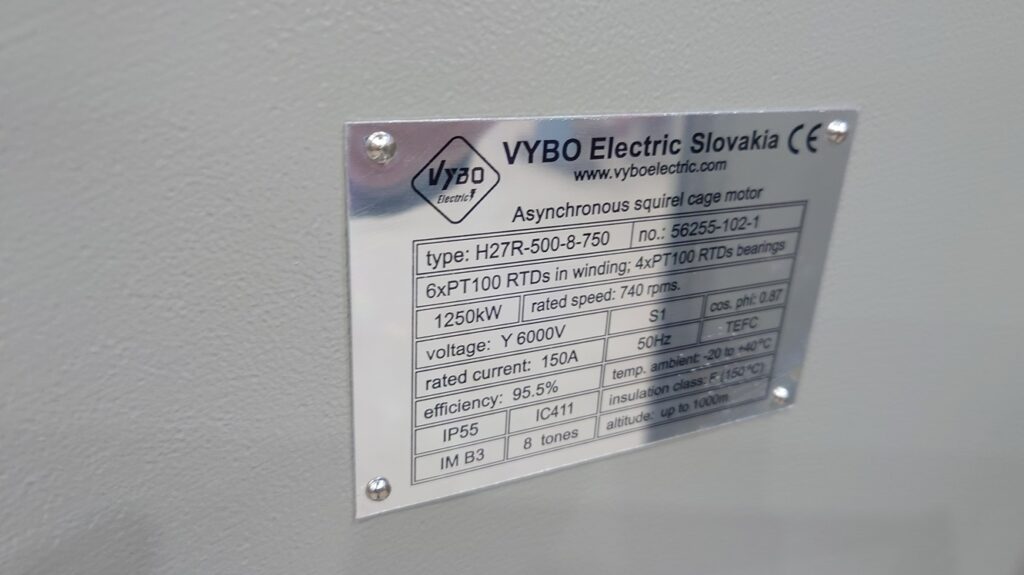 VYBO
Electric
VYBO Electric Slovakia CE
www.vyboelectric.com
Asynchronous squirel cage motor
type: H27R-500-8-750 no.: 56255-102-1
6xPT100 RTDs in winding; 4xPT100 RTDs bearings
1250kW rated speed: 740 rpms.
voltage: Y 6000V S1 cos. phi: 0.87
rated current: 150A 50Hz TEFC
efficiency: 95.5% temp. ambient: -20 to +40°C
IP55 IC411 insulation class: F (150°C)
IM B3 8 tones altitude: up to 1000m